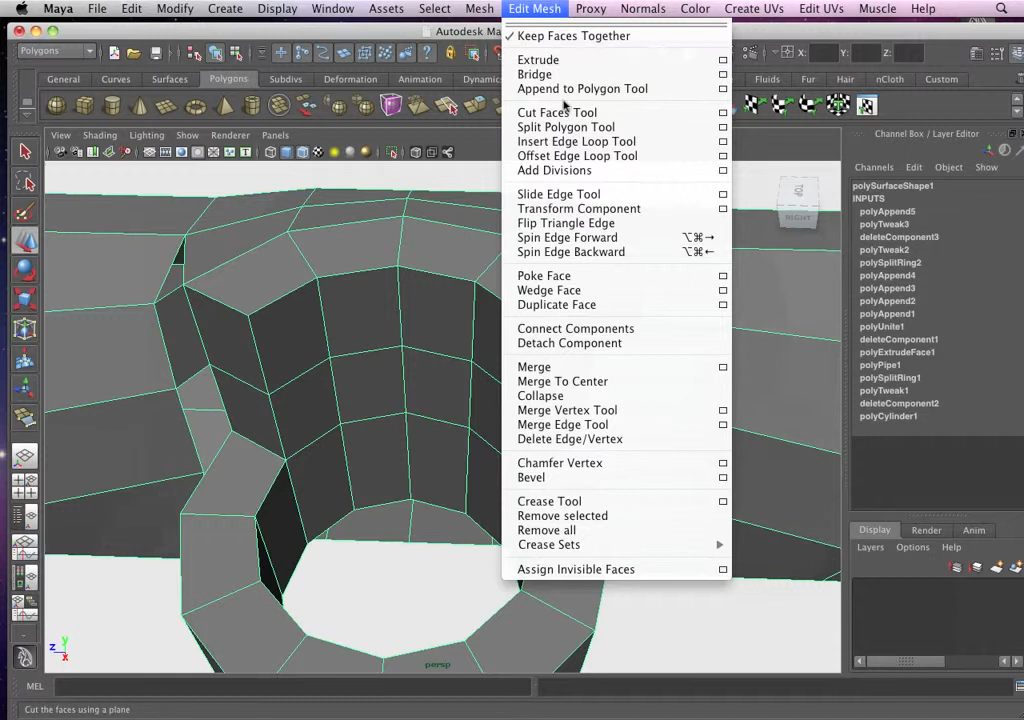 Maya File Edit Modify Create Display Window Assets Select Mesh Edit Mesh Proxy Normals Color Create UVs Edit UVs Muscle Help
Autodesk Ma
Polygons
X: Y: Z:
General Curves Surfaces Polygons Subdivs Deformation Animation Dynamic Fluids Fur Hair nCloth Custom
View Shading Lighting Show Renderer Panels
✓ Keep Faces Together
Extrude
Bridge
Append to Polygon Tool
Cut Faces Tool
Split Polygon Tool
Insert Edge Loop Tool
Offset Edge Loop Tool
Add Divisions
Slide Edge Tool
Transform Component
Flip Triangle Edge
Spin Edge Forward ⌥⌘→
Spin Edge Backward ⌥⌘←
Poke Face
Wedge Face
Duplicate Face
Connect Components
Detach Component
Merge
Merge To Center
Collapse
Merge Vertex Tool
Merge Edge Tool
Delete Edge/Vertex
Chamfer Vertex
Bevel
Crease Tool
Remove selected
Remove all
Crease Sets
Assign Invisible Faces
TOP
RIGHT
Channel Box / Layer Editor
Channels Edit Object Show
polySurfaceShape1
INPUTS
polyAppend5
polyTweak3
deleteComponent3
polyTweak2
polySplitRing2
polyAppend4
polyAppend3
polyAppend2
polyAppend1
polyUnite1
deleteComponent1
polyExtrudeFace1
polyPipe1
polySplitRing1
polyTweak1
deleteComponent2
polyCylinder1
Display Render Anim
Layers Options Help
y
z
x
persp
MEL
Cut the faces using a plane